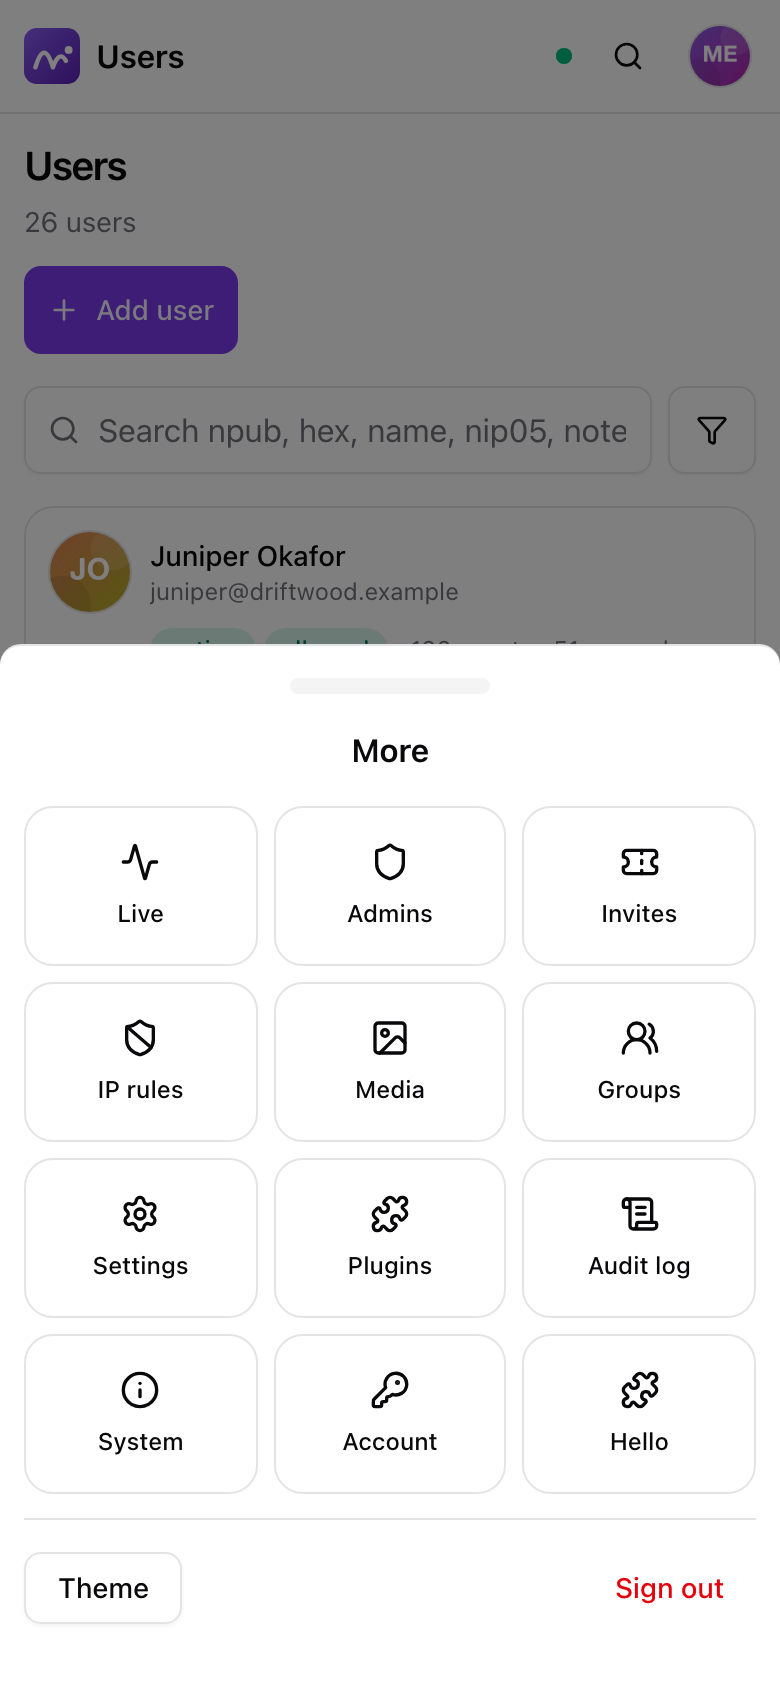 Users
ME
Users
26 users
Add user
Search npub, hex, name, nip05, note
JO
Juniper Okafor
juniper@driftwood.example
More
Live
Admins
Invites
IP rules
Media
Groups
Settings
Plugins
Audit log
System
Account
Hello
Theme
Sign out